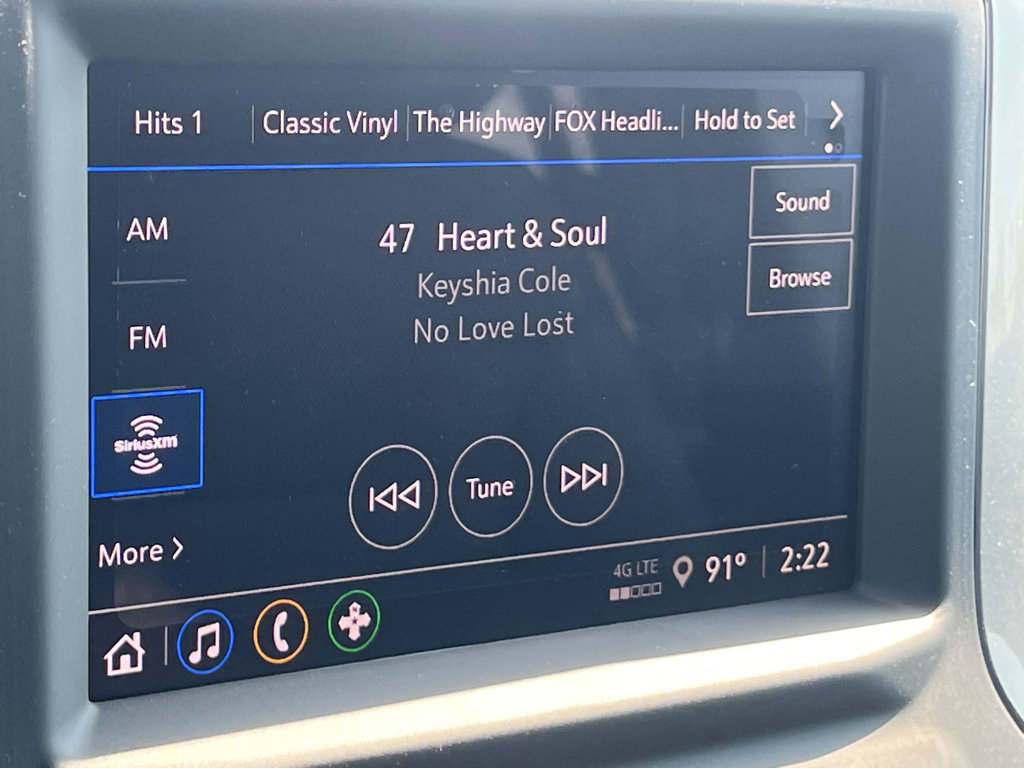 Hits 1 Classic Vinyl The Highway FOX Headli... Hold to Set
AM
47 Heart & Soul
Sound
Keyshia Cole
Browse
FM
No Love Lost
SiriusXM
Tune
More
4G LTE 91° 2:22
N